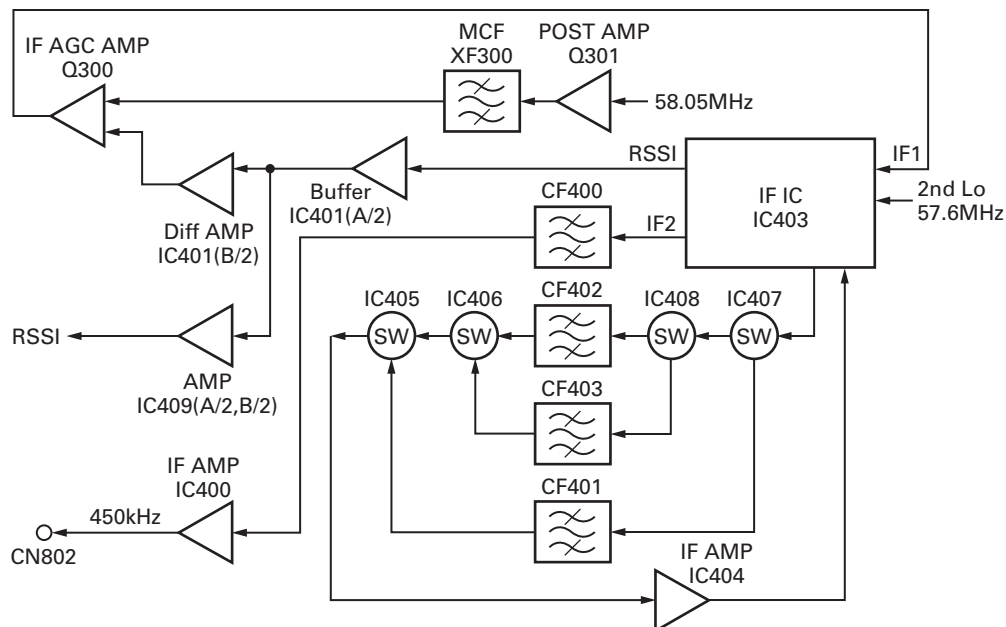 IF AGC AMP
Q300
MCF
XF300
POST AMP
Q301
58.05MHz
RSSI
IF1
Buffer
IC401(A/2)
CF400
IF IC
IC403
2nd Lo
57.6MHz
Diff AMP
IC401(B/2)
IF2
IC405
IC406
CF402
IC408
IC407
RSSI
SW
SW
SW
SW
AMP
IC409(A/2,B/2)
CF403
IF AMP
IC400
CF401
450kHz
CN802
IF AMP
IC404